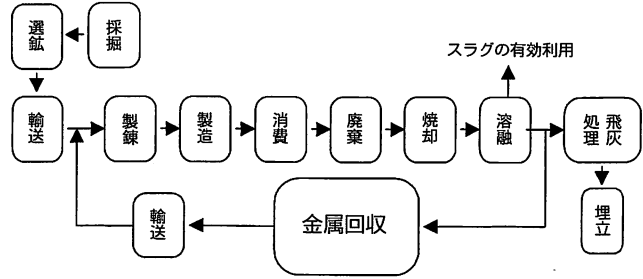 採掘
選鉱
輸送
製錬
製造
消費
廃棄
焼却
溶融
スラグの有効利用
飛灰
処理
埋立
金属回収
輸送